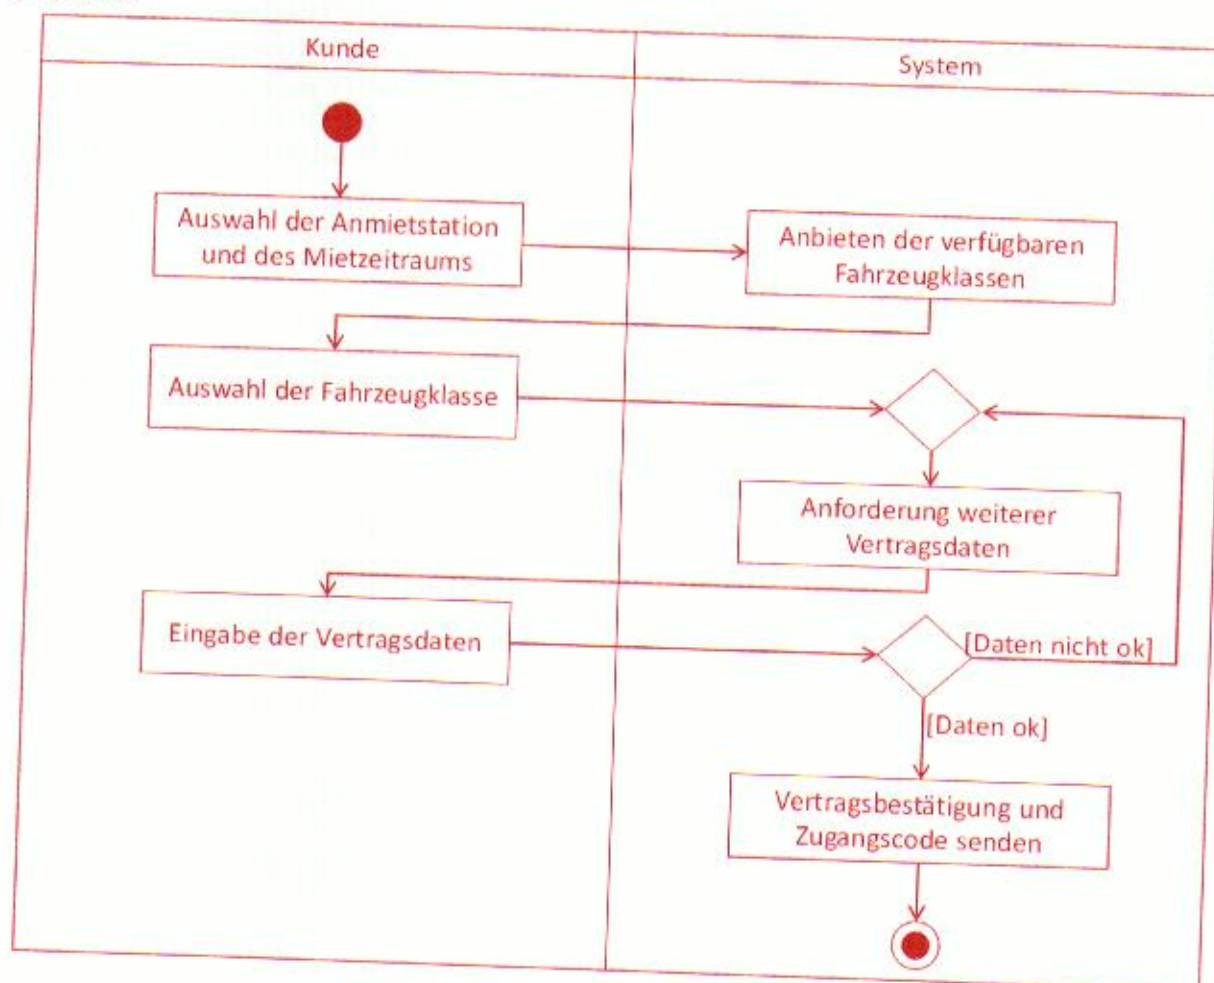 Kunde
System
Auswahl der Anmietstation
und des Mietzeitraums
Anbieten der verfügbaren
Fahrzeugklassen
Auswahl der Fahrzeugklasse
Anforderung weiterer
Vertragsdaten
Eingabe der Vertragsdaten
[Daten nicht ok]
[Daten ok]
Vertragsbestätigung und
Zugangscode senden